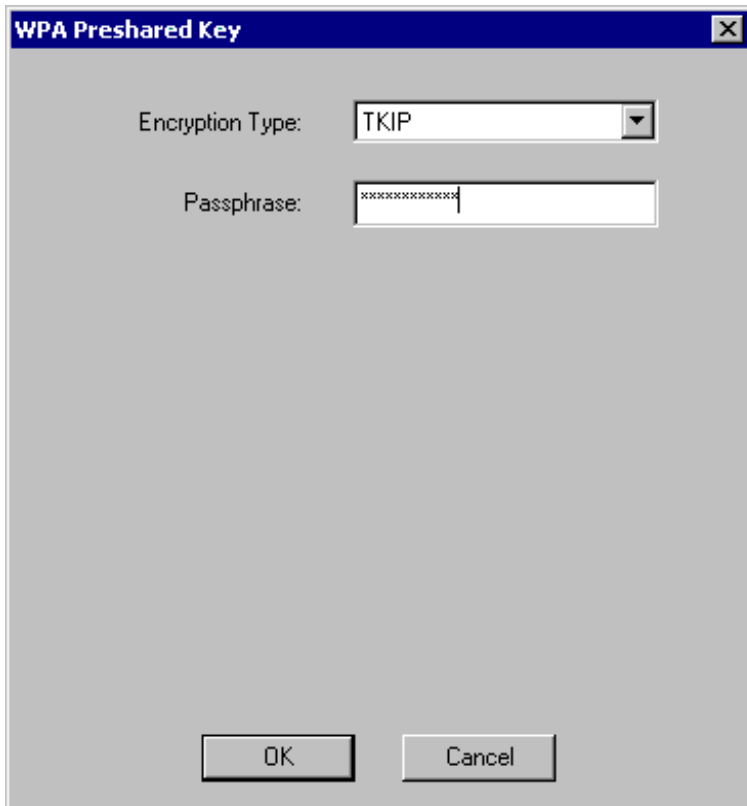 WPA Preshared Key
Encryption Type: TKIP
Passphrase: ************
OK Cancel